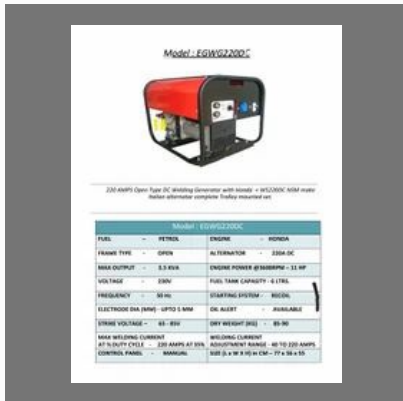 Model : EGWG220DC
220 AMPS Open Type DC Welding Generator with Honda + WS220DC NSM make
Italian alternator complete Trolley mounted set.
Model : EGWG220DC
FUEL – PETROL ENGINE - HONDA
FRAME TYPE - OPEN ALTERNATOR - 220A DC
MAX OUTPUT - 3.5 KVA ENGINE POWER @3600RPM – 11 HP
VOLTAGE - 230V FUEL TANK CAPACITY - 6 LTRS.
FREQUENCY - 50 Hz STARTING SYSTEM - RECOIL
ELECTRODE DIA (MM) - UPTO 5 MM OIL ALERT - AVAILABLE
STRIKE VOLTAGE – 65 - 85V DRY WEIGHT (KG) - 85-90
MAX WELDING CURRENT WELDING CURRENT
AT %DUTY CYCLE - 220 AMPS AT 35% ADJUSTMENT RANGE - 40 TO 220 AMPS
CONTROL PANEL - MANUAL SIZE (L x W X H) in CM – 77 x 56 x 55